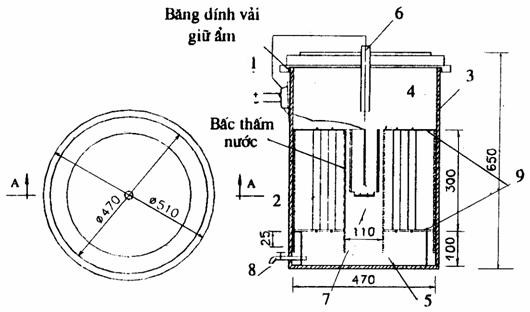 Băng dính vải
giữ ẩm
6
1
3
4
Bấc thấm
nước
A
A
ø470
ø510
2
650
300
9
25
110
100
8
7
5
470